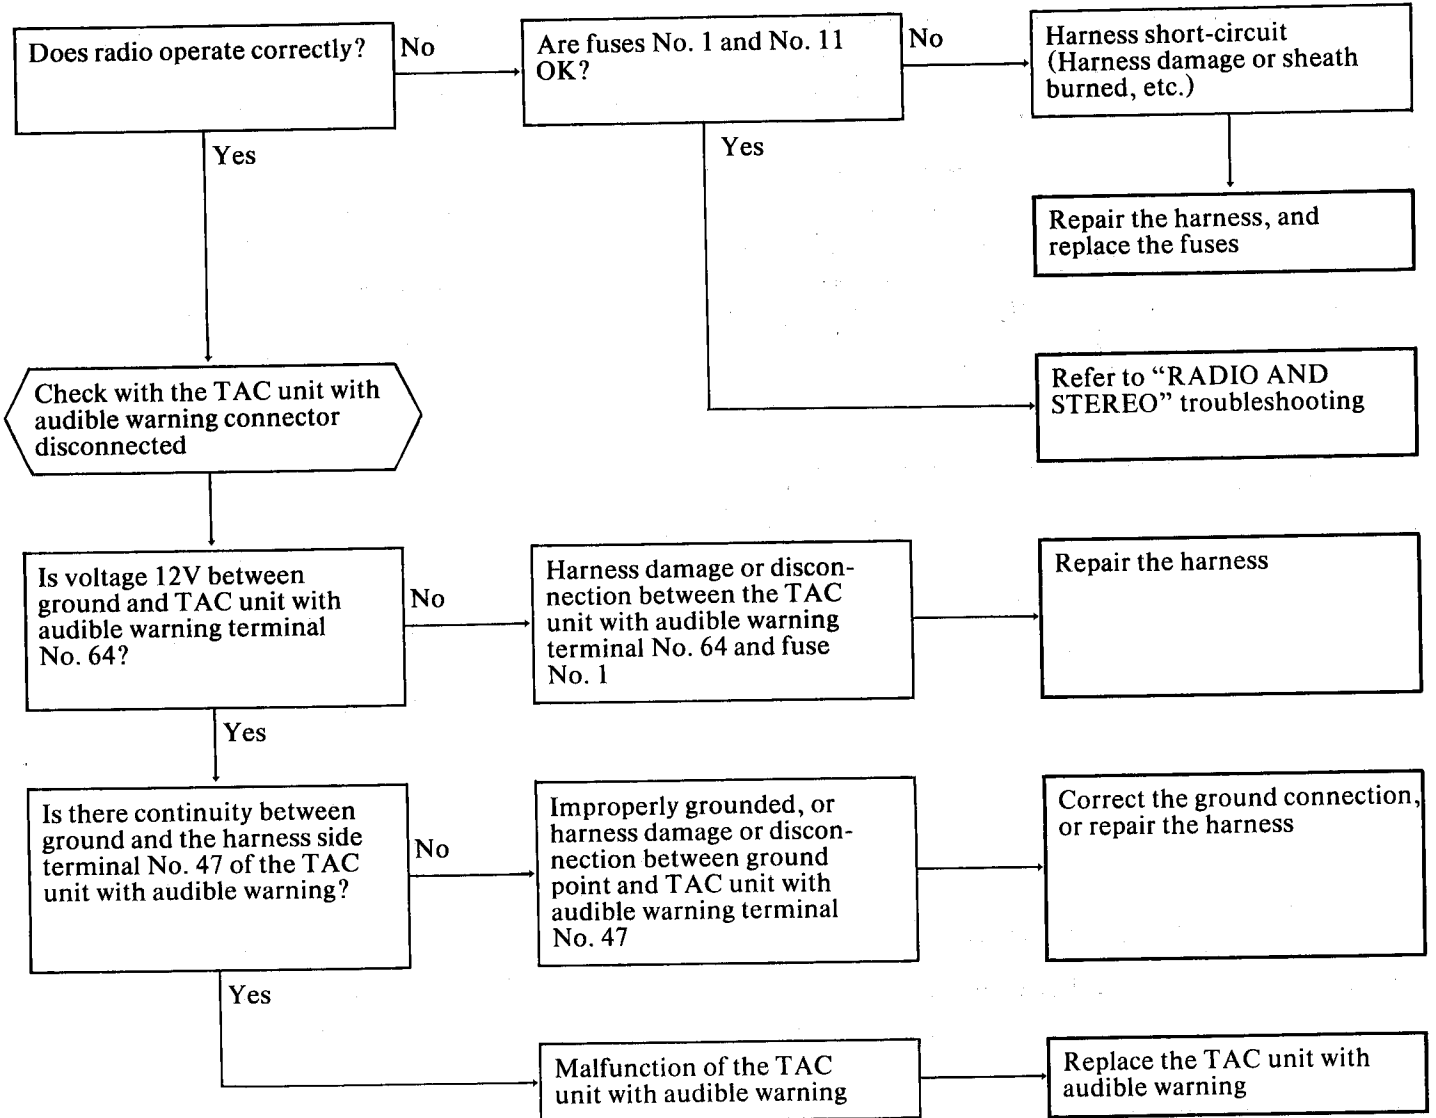 Does radio operate correctly?
No
Are fuses No. 1 and No. 11
OK?
No
Harness short-circuit
(Harness damage or sheath
burned, etc.)
Yes
Yes
Repair the harness, and
replace the fuses
Check with the TAC unit with
audible warning connector
disconnected
Refer to “RADIO AND
STEREO” troubleshooting
Is voltage 12V between
ground and TAC unit with
audible warning terminal
No. 64?
No
Harness damage or discon-
nection between the TAC
unit with audible warning
terminal No. 64 and fuse
No. 1
Repair the harness
Yes
Is there continuity between
ground and the harness side
terminal No. 47 of the TAC
unit with audible warning?
No
Improperly grounded, or
harness damage or discon-
nection between ground
point and TAC unit with
audible warning terminal
No. 47
Correct the ground connection,
or repair the harness
Yes
Malfunction of the TAC
unit with audible warning
Replace the TAC unit with
audible warning